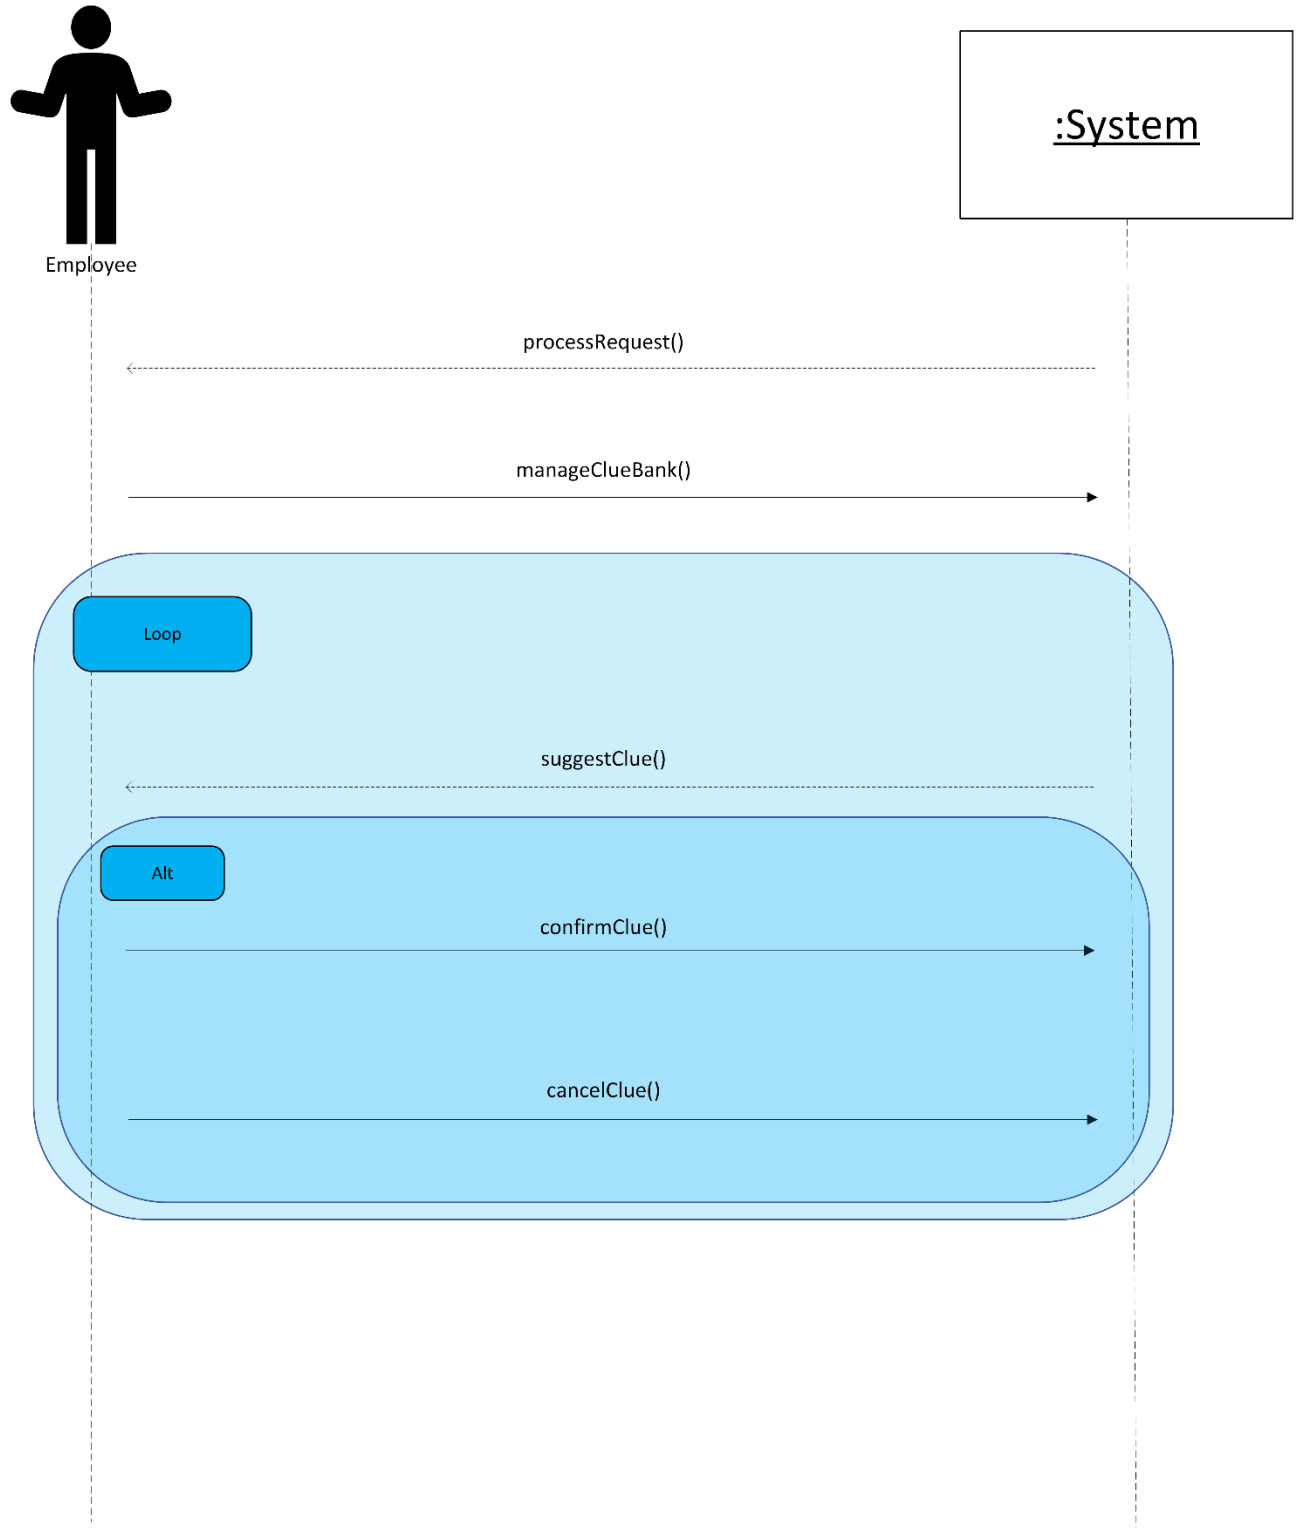 :System
Employee
processRequest()
manageClueBank()
Loop
suggestClue()
Alt
confirmClue()
cancelClue()